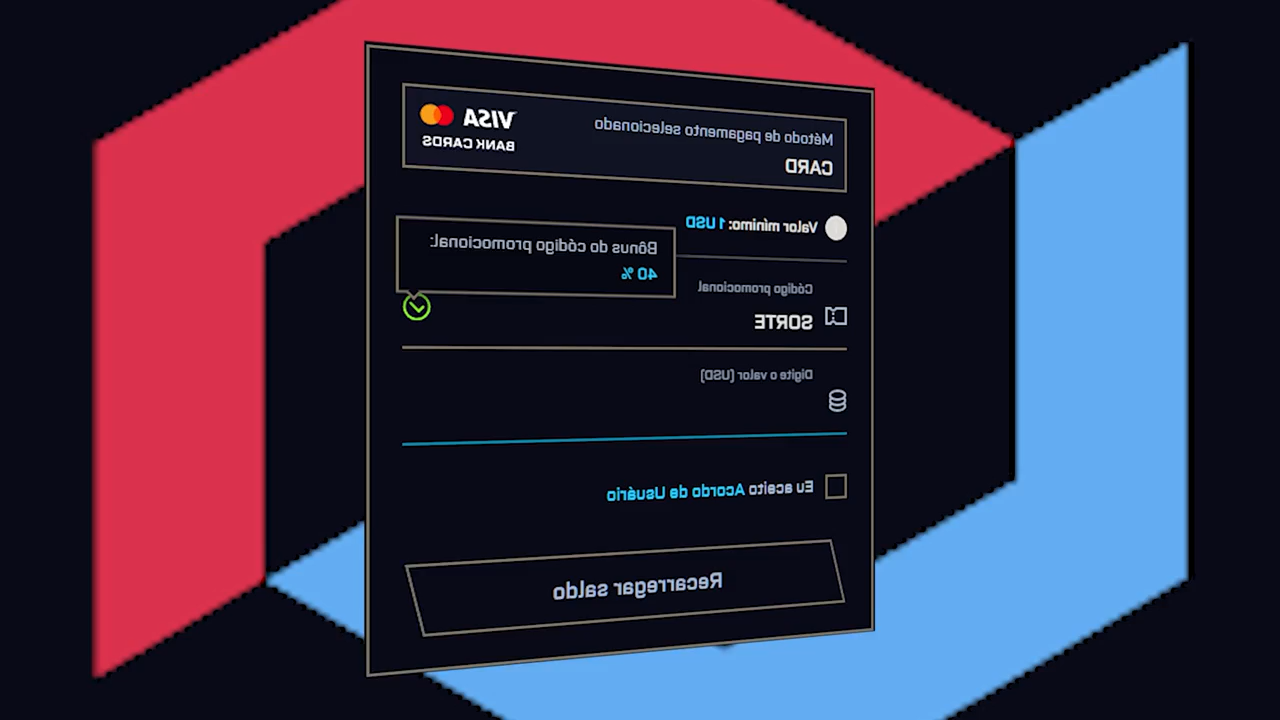 Método de pagamento selecionado
CARD
VISA
BANK CARDS
Valor mínimo: 1 USD
Bônus do código promocional:
40 %
Código promocional
SORTE
Digite o valor (USD)
Eu aceito Acordo de Usuário
Recarregar saldo